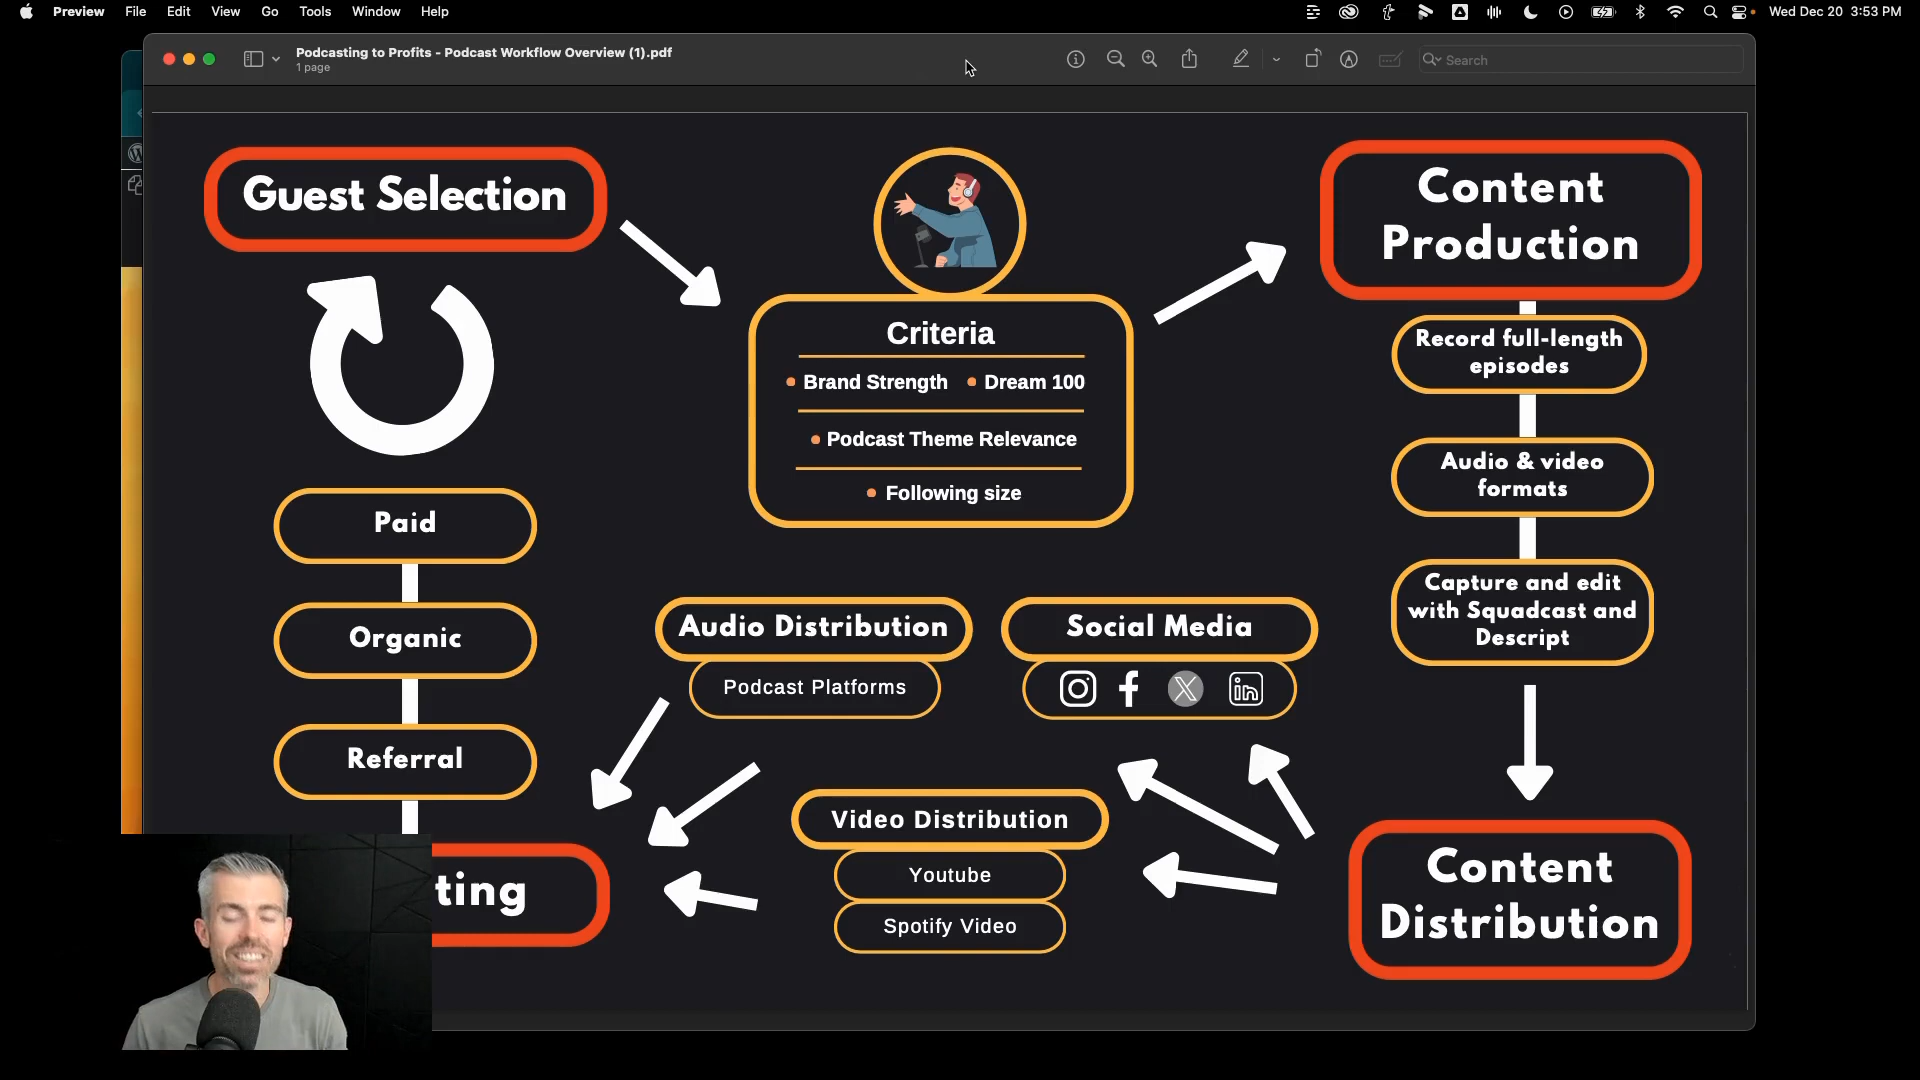 Preview File Edit View Go Tools Window Help
Wed Dec 20 3:53 PM
Podcasting to Profits - Podcast Workflow Overview (1).pdf
1 page
Search
Guest Selection
Paid
Organic
Referral
ting
Criteria
Brand Strength
Dream 100
Podcast Theme Relevance
Following size
Content
Production
Record full-length
episodes
Audio & video
formats
Capture and edit
with Squadcast and
Descript
Audio Distribution
Podcast Platforms
Social Media
Video Distribution
Youtube
Spotify Video
Content
Distribution